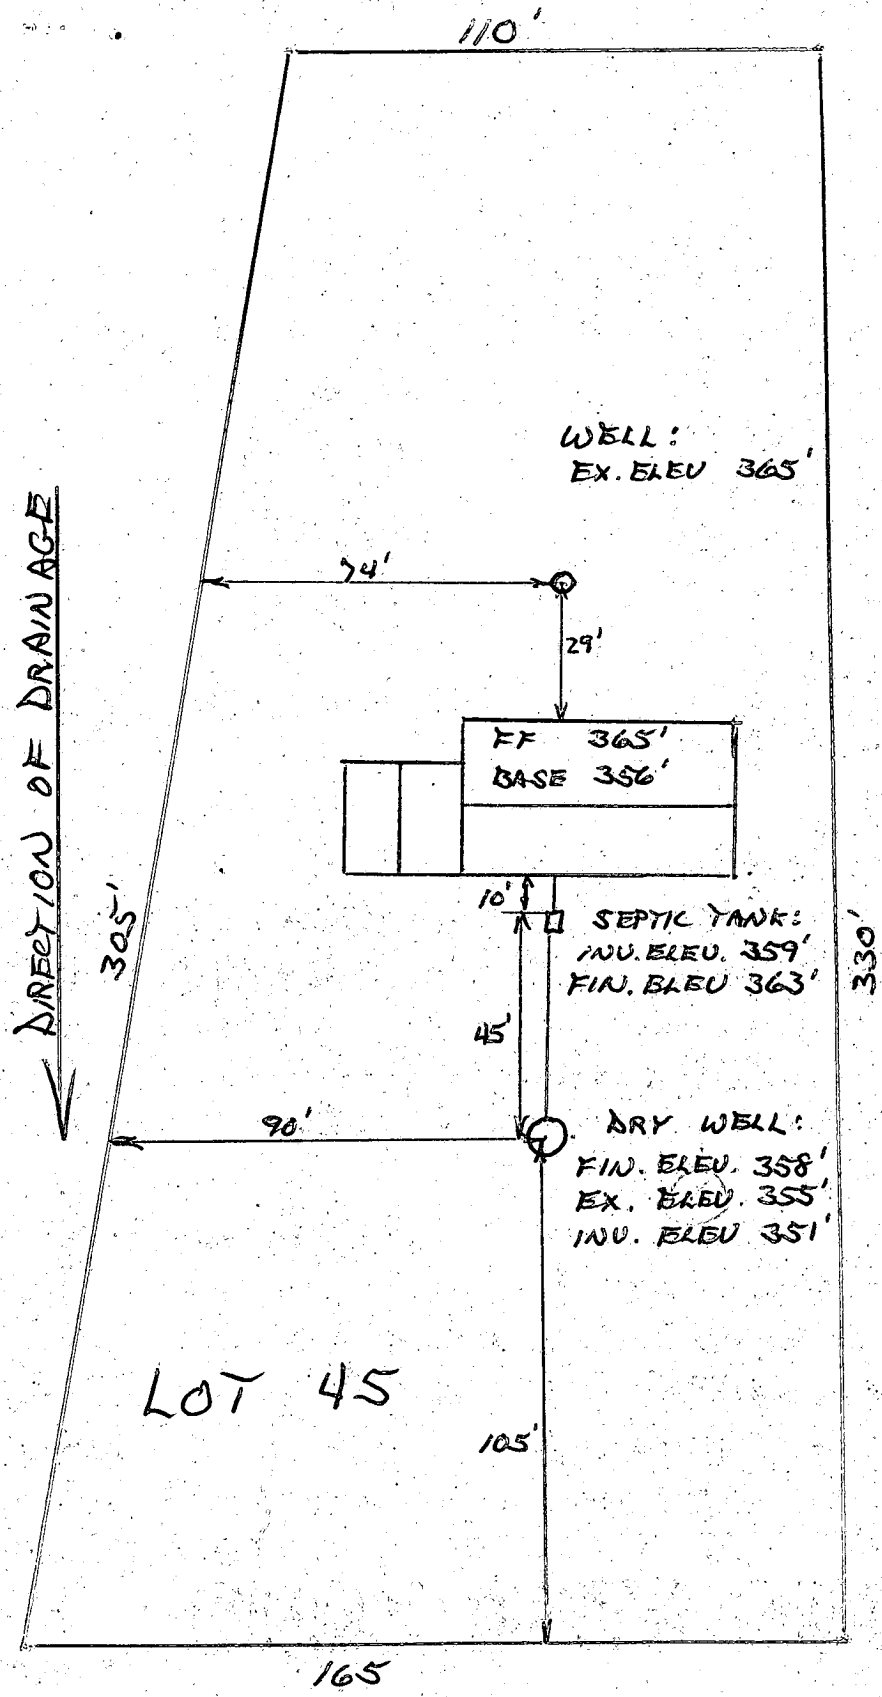 110'
WELL:
EX. ELEV 365'
DIRECTION OF DRAINAGE
74'
29'
FF 365'
BASE 356'
10'
SEPTIC TANK:
INV. ELEV. 359'
FIN. ELEV 363'
305'
330'
45'
90'
DRY WELL:
FIN. ELEV. 358'
EX. ELEV. 355'
INV. ELEV 351'
LOT 45
105'
165